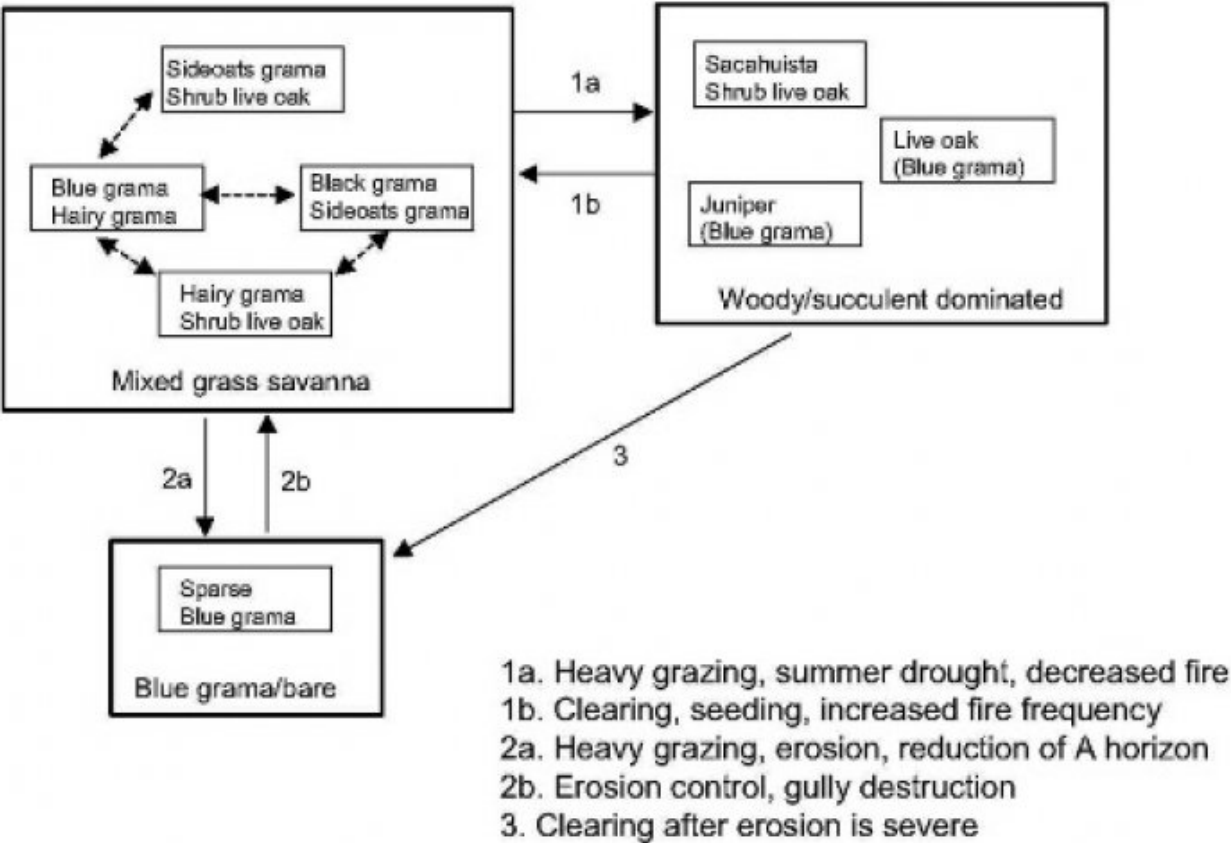 Sideoats grama
Shrub live oak
Blue grama
Hairy grama
Black grama
Sideoats grama
Hairy grama
Shrub live oak
Mixed grass savanna
1a
1b
Sacahuista
Shrub live oak
Live oak
(Blue grama)
Juniper
(Blue grama)
Woody/succulent dominated
2a
2b
3
Sparse
Blue grama
Blue grama/bare
1a. Heavy grazing, summer drought, decreased fire
1b. Clearing, seeding, increased fire frequency
2a. Heavy grazing, erosion, reduction of A horizon
2b. Erosion control, gully destruction
3. Clearing after erosion is severe